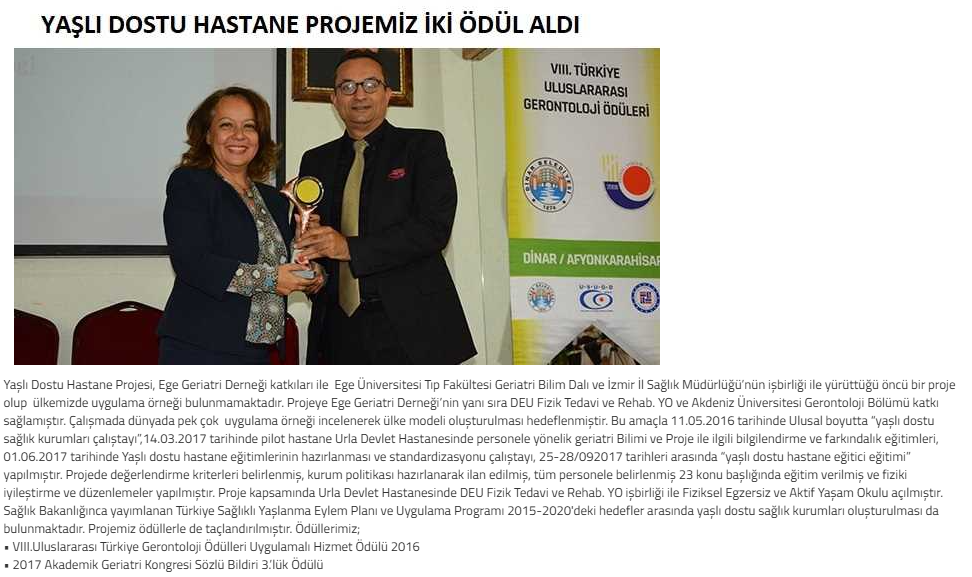 YAŞLI DOSTU HASTANE PROJEMİZ İKİ ÖDÜL ALDI
VIII. TÜRKİYE
ULUSLARARASI
GERONTOLOJİ ÖDÜLLERİ
DİNAR BELEDİYESİ
1874
DİNAR / AFYONKARAHİSAR
U·S·U·G·D
Yaşlı Dostu Hastane Projesi, Ege Geriatri Derneği katkıları ile Ege Üniversitesi Tıp Fakültesi Geriatri Bilim Dalı ve İzmir İl Sağlık Müdürlüğü'nün işbirliği ile yürüttüğü öncü bir proje
olup ülkemizde uygulama örneği bulunmamaktadır. Projeye Ege Geriatri Derneği'nin yanı sıra DEU Fizik Tedavi ve Rehab. YO ve Akdeniz Üniversitesi Gerontoloji Bölümü katkı
sağlamıştır. Çalışmada dünyada pek çok uygulama örneği incelenerek ülke modeli oluşturulması hedeflenmiştir. Bu amaçla 11.05.2016 tarihinde Ulusal boyutta "yaşlı dostu
sağlık kurumları çalıştayı",14.03.2017 tarihinde pilot hastane Urla Devlet Hastanesinde personele yönelik geriatri Bilimi ve Proje ile ilgili bilgilendirme ve farkındalık eğitimleri,
01.06.2017 tarihinde Yaşlı dostu hastane eğitimlerinin hazırlanması ve standardizasyonu çalıştayı, 25-28/092017 tarihleri arasında "yaşlı dostu hastane eğitici eğitimi"
yapılmıştır. Projede değerlendirme kriterleri belirlenmiş, kurum politikası hazırlanarak ilan edilmiş, tüm personele belirlenmiş 23 konu başlığında eğitim verilmiş ve fiziki
iyileştirme ve düzenlemeler yapılmıştır. Proje kapsamında Urla Devlet Hastanesinde DEU Fizik Tedavi ve Rehab. YO işbirliği ile Fiziksel Egzersiz ve Aktif Yaşam Okulu açılmıştır.
Sağlık Bakanlığınca yayımlanan Türkiye Sağlıklı Yaşlanma Eylem Planı ve Uygulama Programı 2015-2020'deki hedefler arasında yaşlı dostu sağlık kurumları oluşturulması da
bulunmaktadır. Projemiz ödüllerle de taçlandırılmıştır. Ödüllerimiz;
▪ VIII.Uluslararası Türkiye Gerontoloji Ödülleri Uygulamalı Hizmet Ödülü 2016
▪ 2017 Akademik Geriatri Kongresi Sözlü Bildiri 3.'lük Ödülü